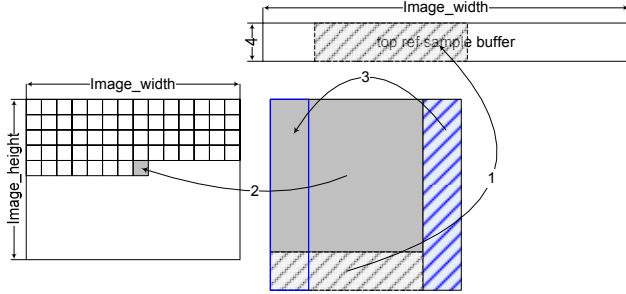 Image_width
4
top ref sample buffer
Image_width
3
Image_height
2
1